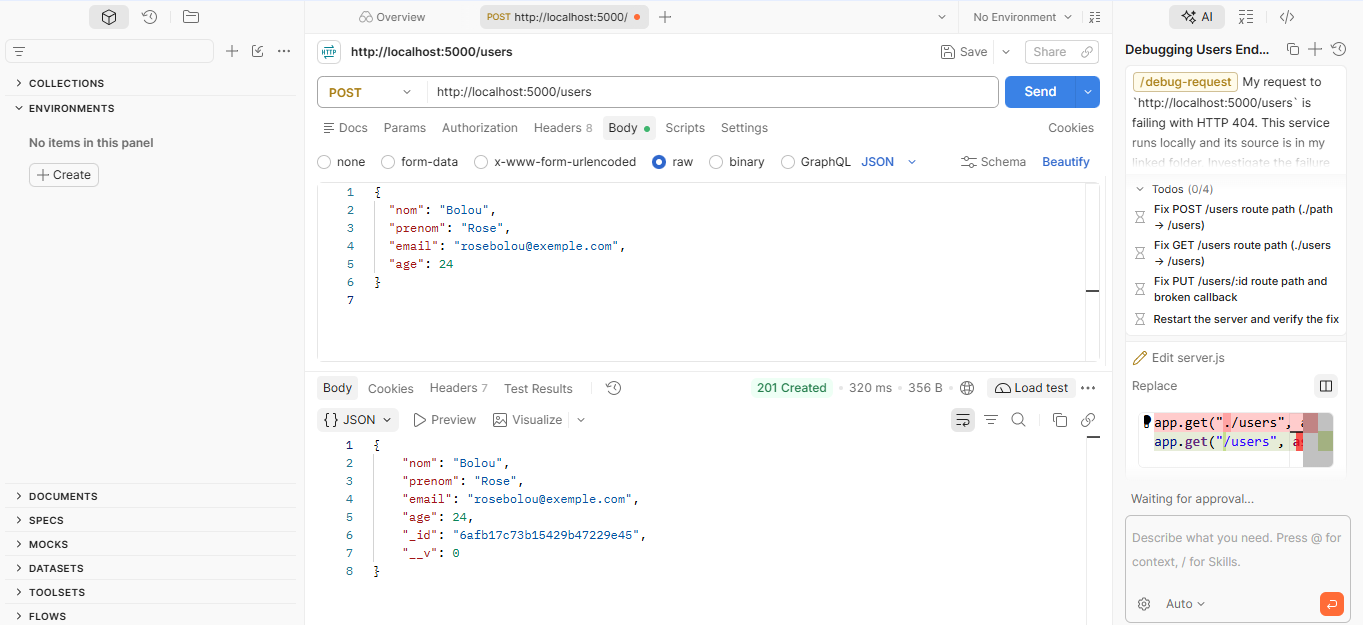 Overview
POST http://localhost:5000/
No Environment
AI
HTTP http://localhost:5000/users
Save
Share
Debugging Users End...
COLLECTIONS
ENVIRONMENTS
No items in this panel
Create
POST
http://localhost:5000/users
Send
Docs
Params
Authorization
Headers 8
Body
Scripts
Settings
Cookies
none
form-data
x-www-form-urlencoded
raw
binary
GraphQL
JSON
Schema
Beautify
1 {
2 "nom": "Bolou",
3 "prenom": "Rose",
4 "email": "rosebolou@exemple.com",
5 "age": 24
6 }
7
Body
Cookies
Headers 7
Test Results
201 Created
320 ms
356 B
Load test
{} JSON
Preview
Visualize
1 {
2 "nom": "Bolou",
3 "prenom": "Rose",
4 "email": "rosebolou@exemple.com",
5 "age": 24,
6 "_id": "6afb17c73b15429b47229e45",
7 "__v": 0
8 }
DOCUMENTS
SPECS
MOCKS
DATASETS
TOOLSETS
FLOWS
/debug-request My request to
`http://localhost:5000/users` is
failing with HTTP 404. This service
runs locally and its source is in my
linked folder. Investigate the failure
Todos (0/4)
Fix POST /users route path (./path
→ /users)
Fix GET /users route path (./users
→ /users)
Fix PUT /users/:id route path and
broken callback
Restart the server and verify the fix
Edit server.js
Replace
app.get("./users",
app.get("/users",
Waiting for approval...
Describe what you need. Press @ for
context, / for Skills.
Auto